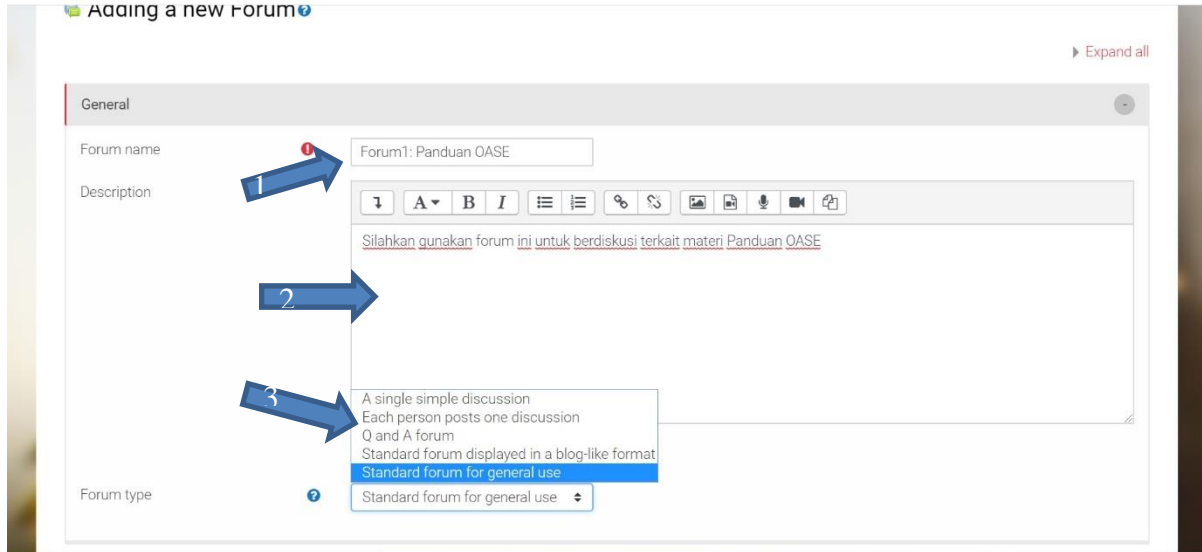 Adding a new Forum
Expand all
General
Forum name
Forum1: Panduan OASE
1
Description
A B I
Silahkan gunakan forum ini untuk berdiskusi terkait materi Panduan OASE
2
3
A single simple discussion
Each person posts one discussion
Q and A forum
Standard forum displayed in a blog-like format
Standard forum for general use
Forum type
Standard forum for general use